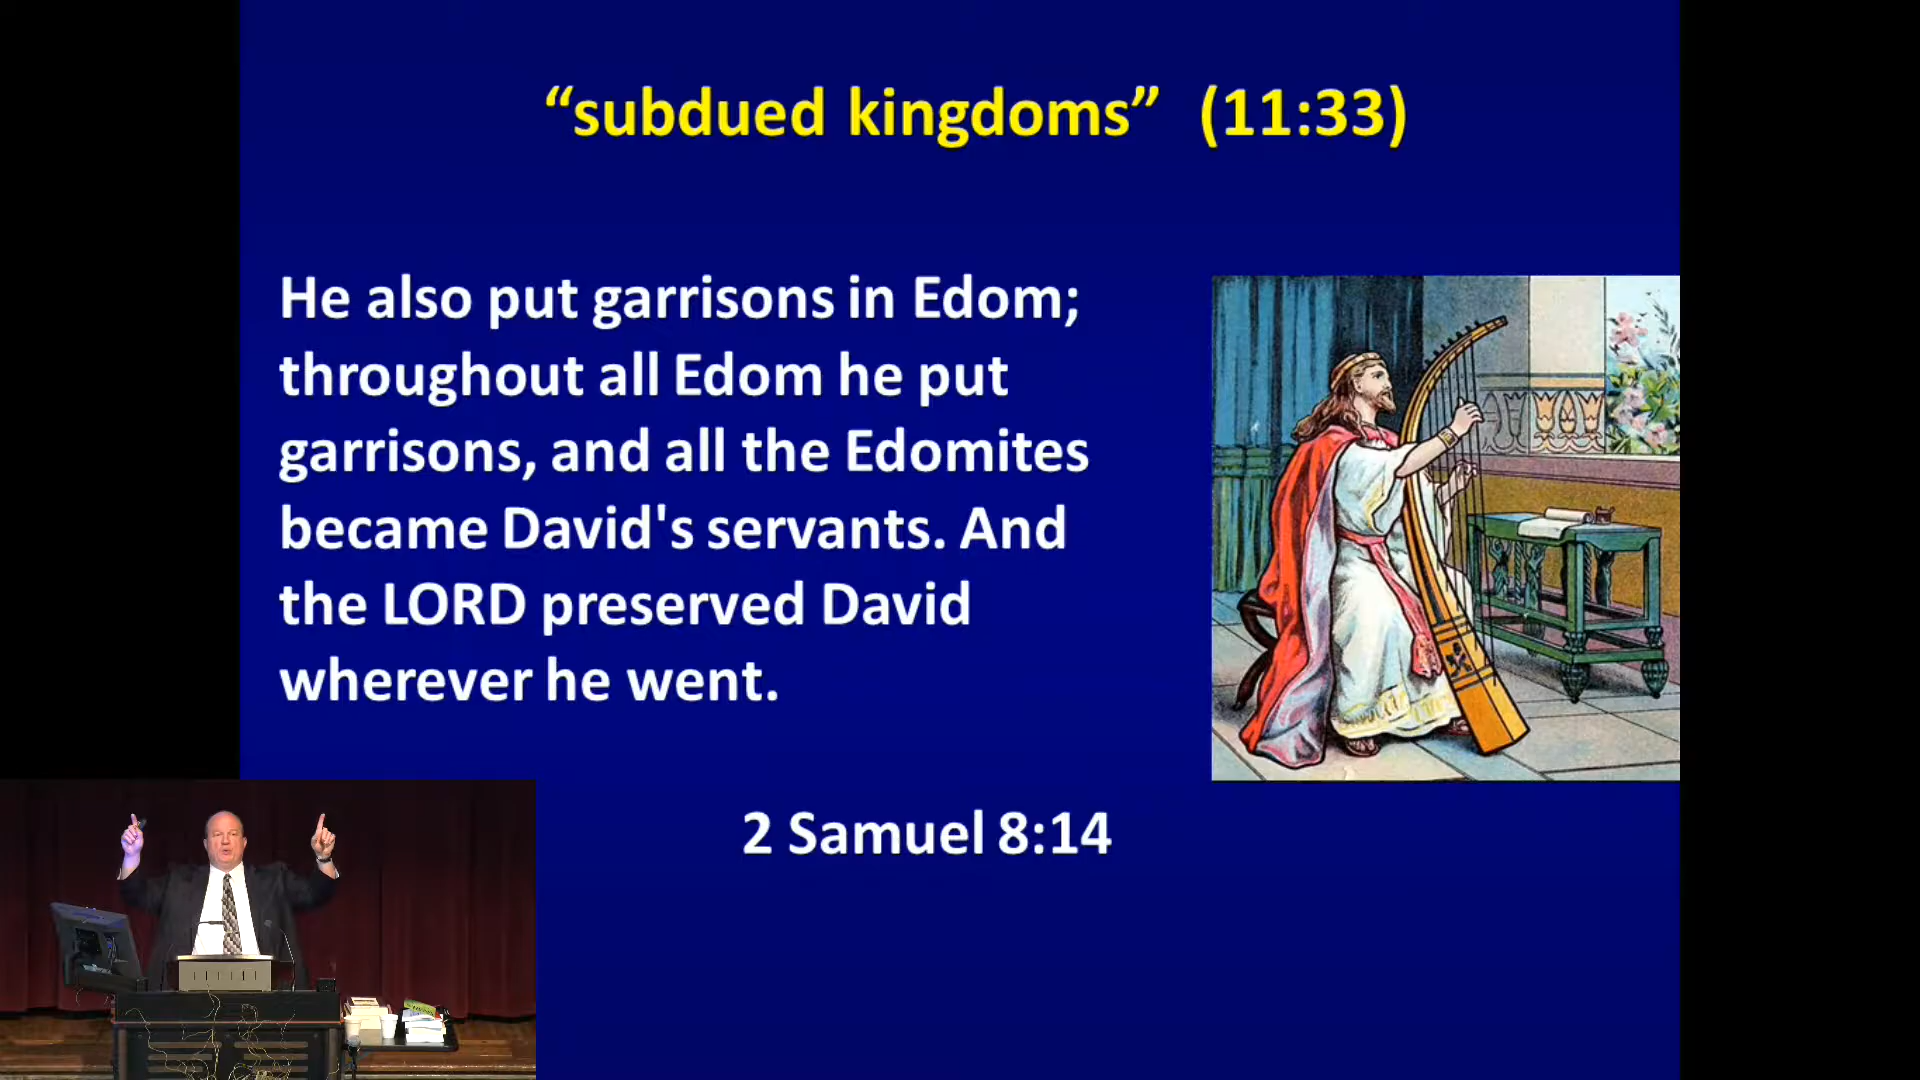 “subdued kingdoms” (11:33)
He also put garrisons in Edom;
throughout all Edom he put
garrisons, and all the Edomites
became David's servants. And
the LORD preserved David
wherever he went.
2 Samuel 8:14